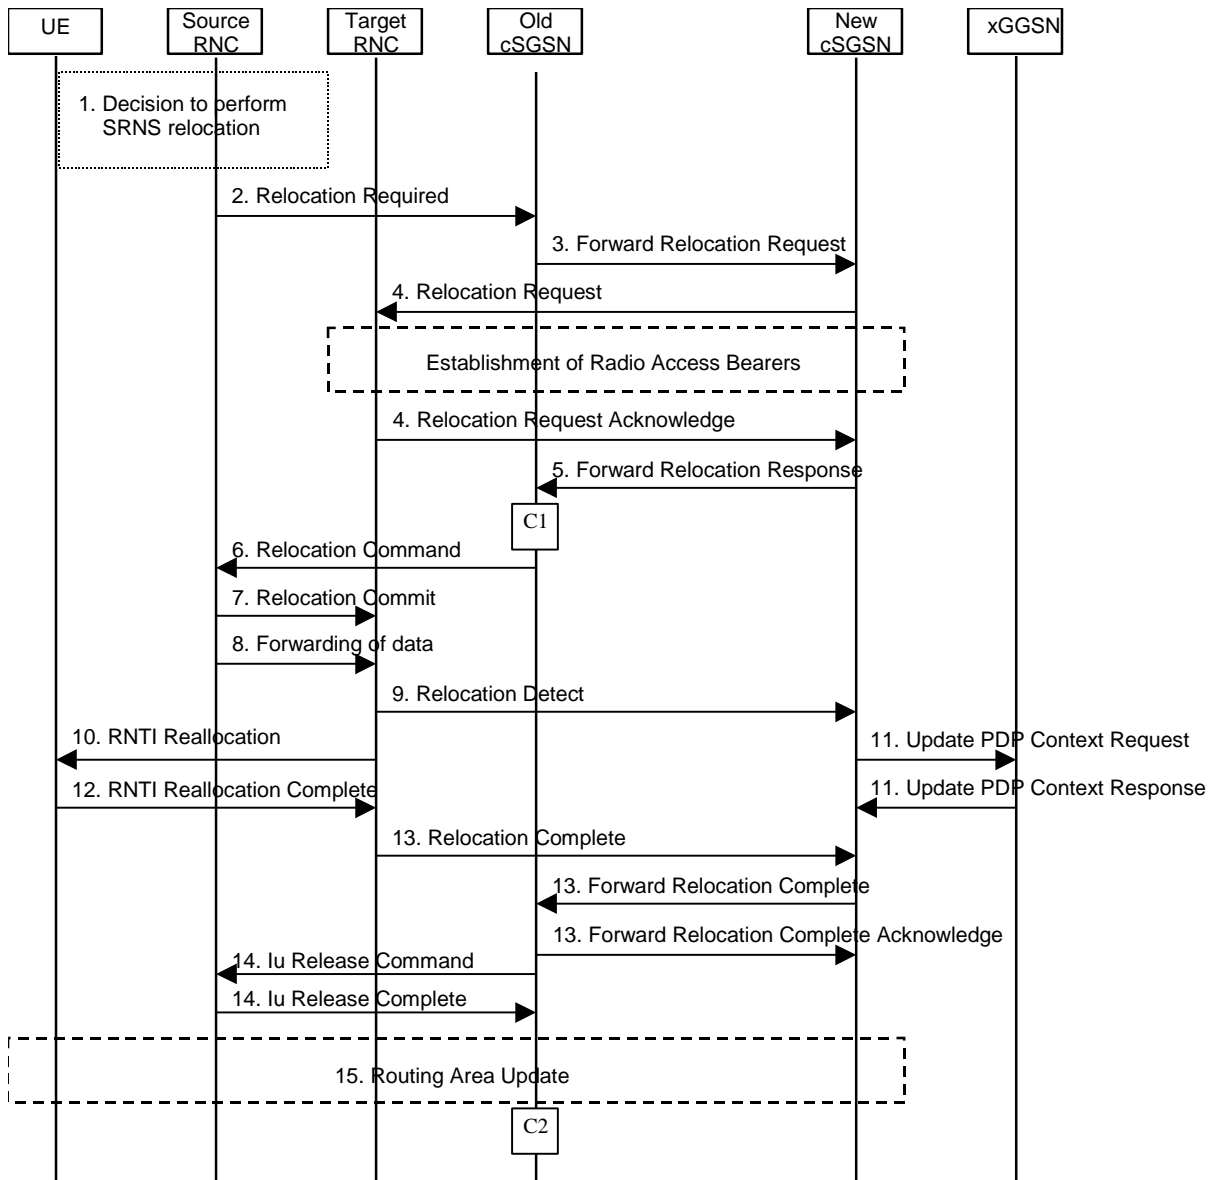 UE
Source
RNC
Target
RNC
Old
cSGSN
New
cSGSN
xGGSN
1. Decision to perform
SRNS relocation
2. Relocation Required
3. Forward Relocation Request
4. Relocation Request
Establishment of Radio Access Bearers
4. Relocation Request Acknowledge
5. Forward Relocation Response
C1
6. Relocation Command
7. Relocation Commit
8. Forwarding of data
9. Relocation Detect
10. RNTI Reallocation
11. Update PDP Context Request
12. RNTI Reallocation Complete
11. Update PDP Context Response
13. Relocation Complete
13. Forward Relocation Complete
13. Forward Relocation Complete Acknowledge
14. Iu Release Command
14. Iu Release Complete
15. Routing Area Update
C2